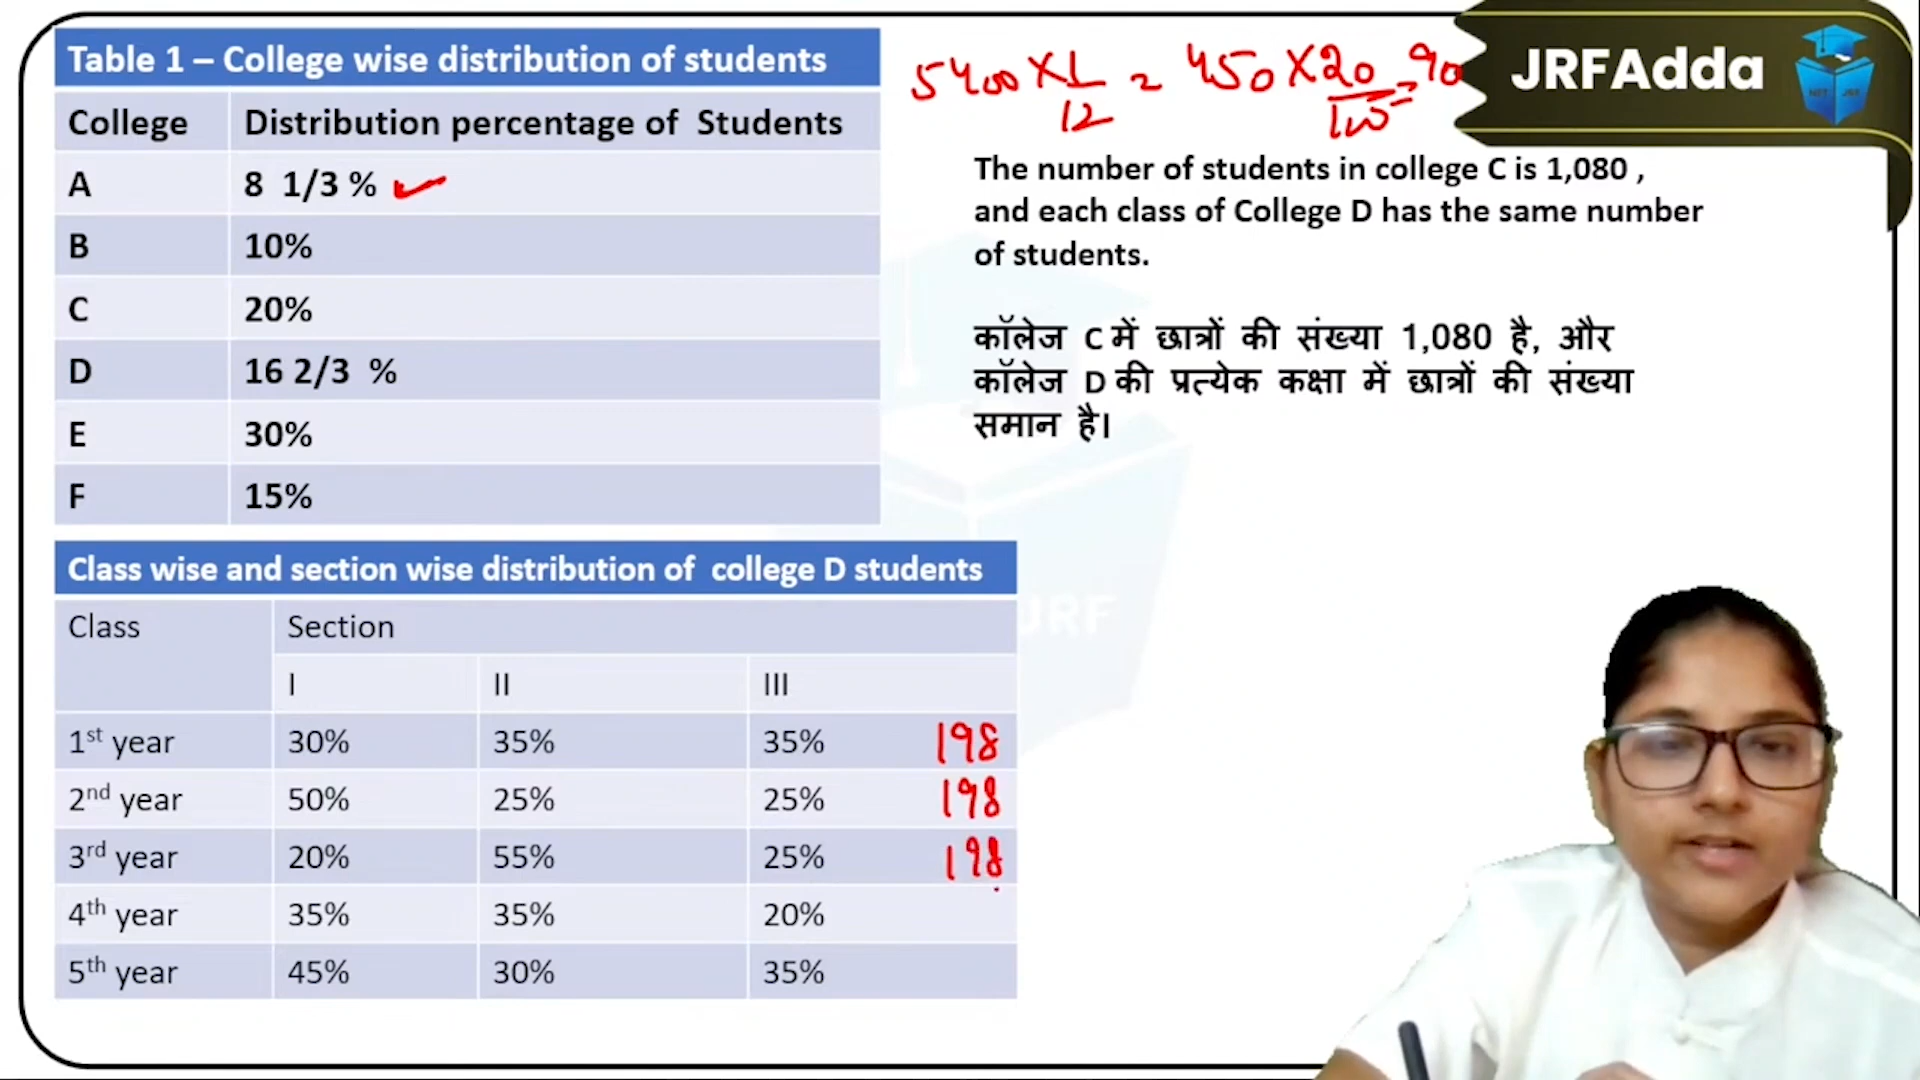 Table 1 – College wise distribution of students
College Distribution percentage of Students
A 8 1/3 %
B 10%
C 20%
D 16 2/3 %
E 30%
F 15%
5400 × 1/12 = 450 × 20/100 = 90
JRFAdda
The number of students in college C is 1,080 ,
and each class of College D has the same number
of students.
कॉलेज C में छात्रों की संख्या 1,080 है, और
कॉलेज D की प्रत्येक कक्षा में छात्रों की संख्या
समान है।
Class wise and section wise distribution of college D students
Class Section
I II III
1st year 30% 35% 35% 198
2nd year 50% 25% 25% 198
3rd year 20% 55% 25% 198
4th year 35% 35% 20%
5th year 45% 30% 35%